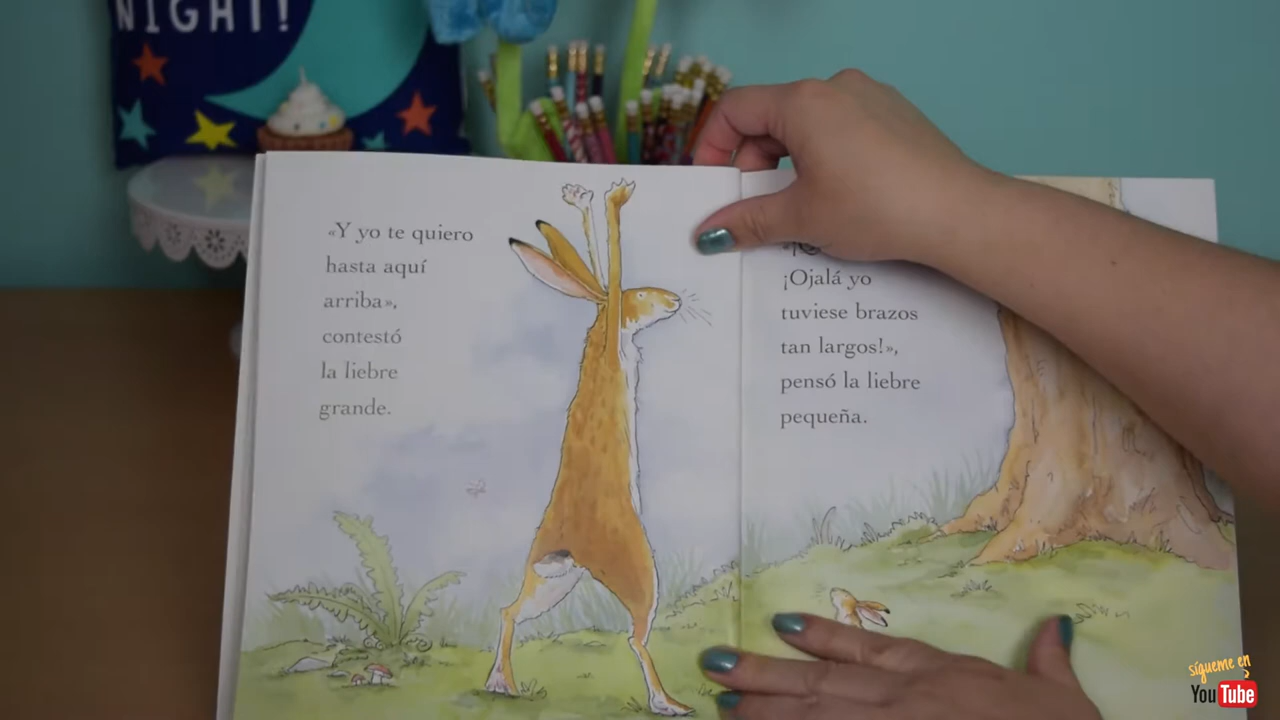 NIGHT!
«Y yo te quiero
hasta aquí
arriba»,
contestó
la liebre
grande.
¡Ojalá yo
tuviese brazos
tan largos!»,
pensó la liebre
pequeña.
sígueme en
YouTube